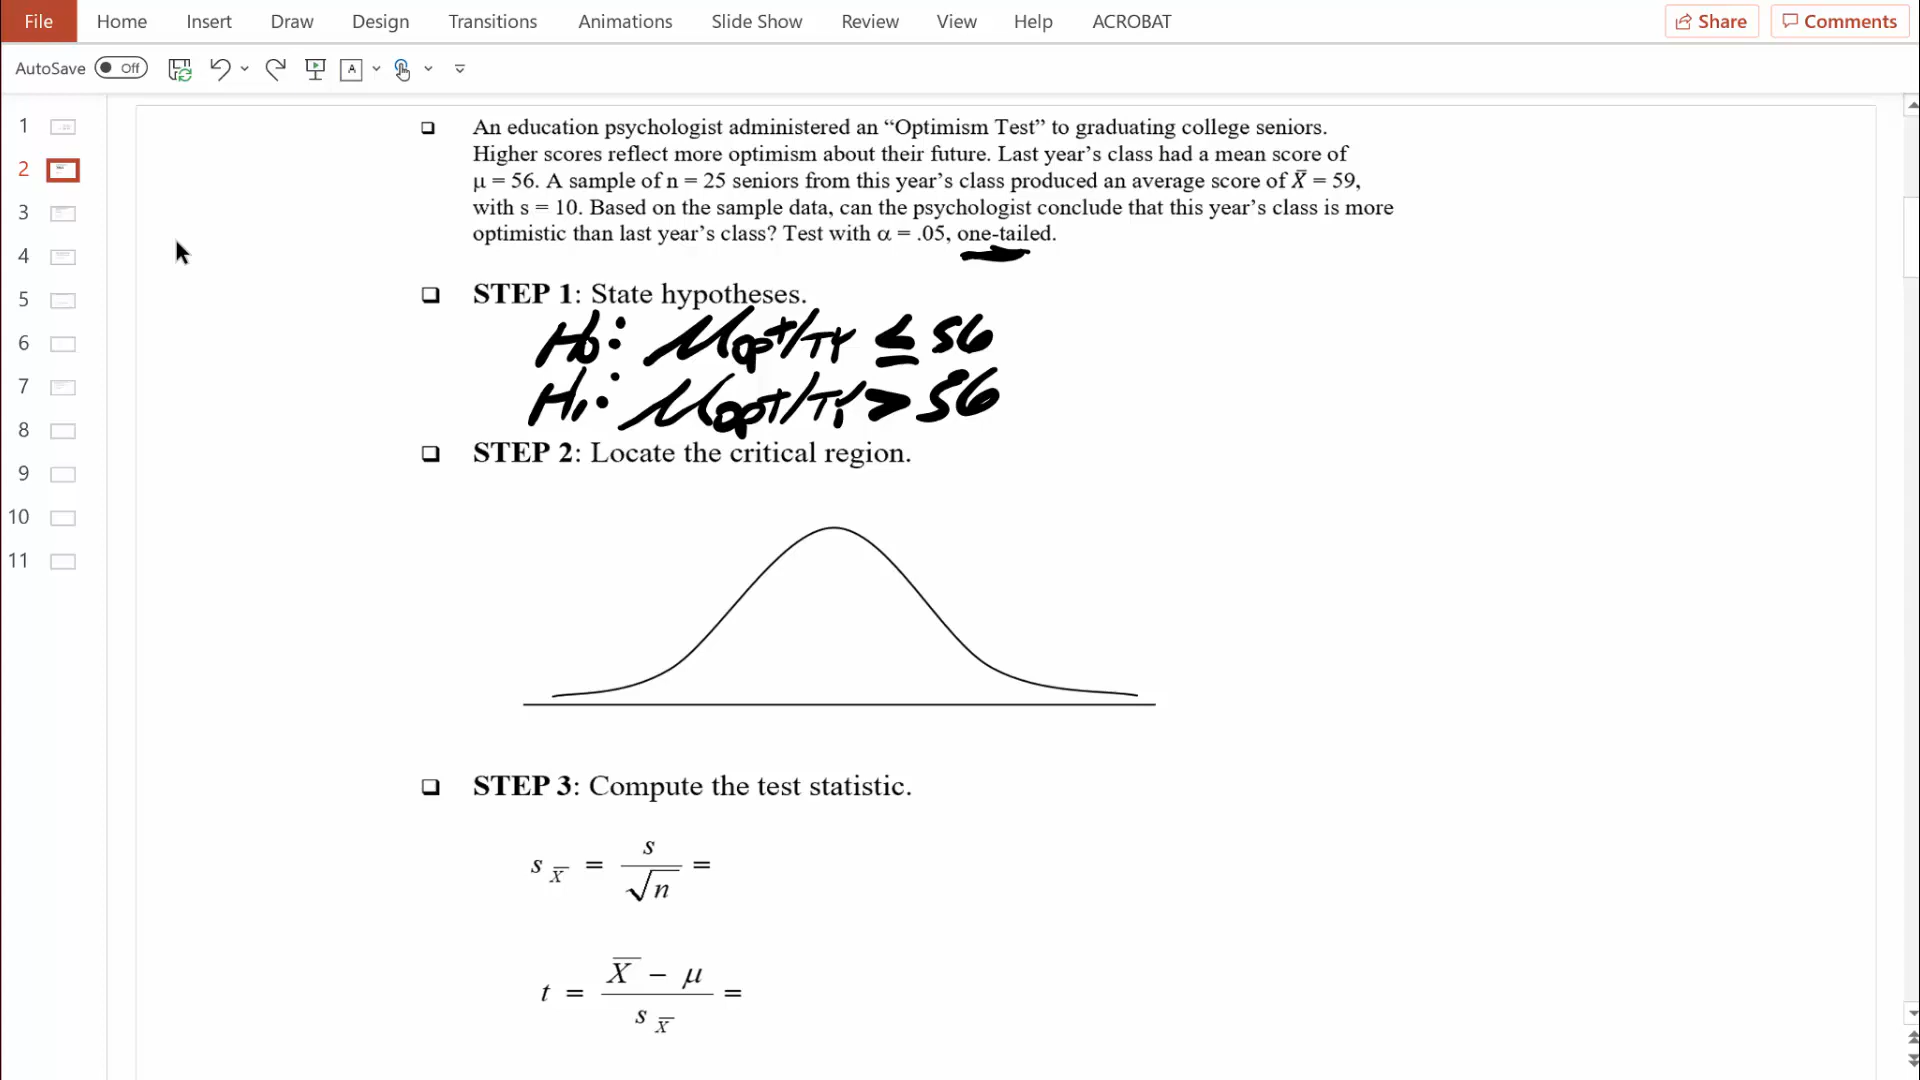 File Home Insert Draw Design Transitions Animations Slide Show Review View Help ACROBAT Share Comments
AutoSave Off A
1
2
3
4
5
6
7
8
9
10
11
An education psychologist administered an “Optimism Test” to graduating college seniors.
Higher scores reflect more optimism about their future. Last year’s class had a mean score of
μ = 56. A sample of n = 25 seniors from this year’s class produced an average score of X̅ = 59,
with s = 10. Based on the sample data, can the psychologist conclude that this year’s class is more
optimistic than last year’s class? Test with α = .05, one-tailed.
STEP 1: State hypotheses.
H0: μopt/TY ≤ 56
H1: μopt/TY > 56
STEP 2: Locate the critical region.
STEP 3: Compute the test statistic.
s X̅ = s / √n =
t = X̅ − μ / s X̅ =